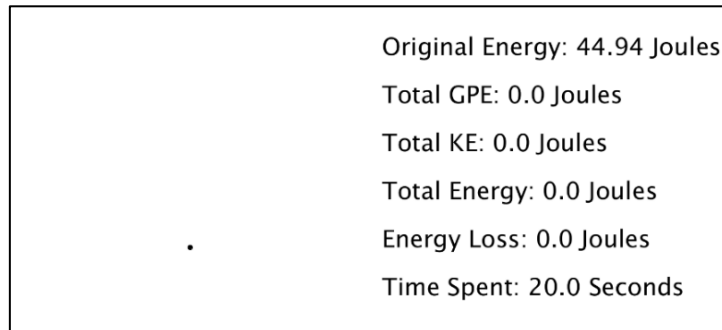 Original Energy: 44.94 Joules
Total GPE: 0.0 Joules
Total KE: 0.0 Joules
Total Energy: 0.0 Joules
Energy Loss: 0.0 Joules
Time Spent: 20.0 Seconds